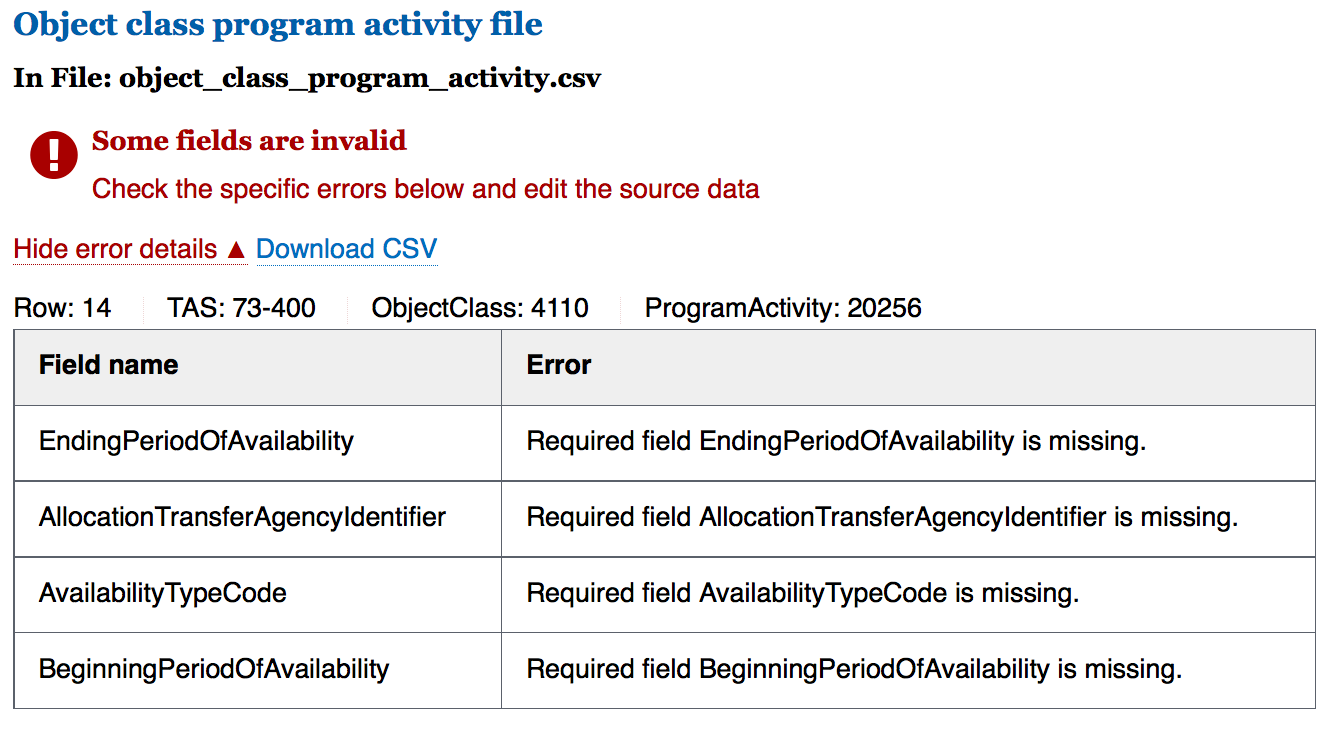 Object class program activity file
In File: object_class_program_activity.csv
Some fields are invalid
Check the specific errors below and edit the source data
Hide error details ▲ Download CSV
Row: 14 TAS: 73-400 ObjectClass: 4110 ProgramActivity: 20256
Field name Error
EndingPeriodOfAvailability Required field EndingPeriodOfAvailability is missing.
AllocationTransferAgencyIdentifier Required field AllocationTransferAgencyIdentifier is missing.
AvailabilityTypeCode Required field AvailabilityTypeCode is missing.
BeginningPeriodOfAvailability Required field BeginningPeriodOfAvailability is missing.